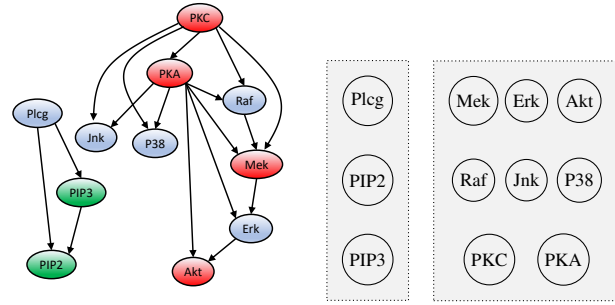 PKC
PKA
Raf
Plcg
Jnk
P38
Mek
PIP3
Erk
PIP2
Akt
Plcg
PIP2
PIP3
Mek Erk Akt
Raf Jnk P38
PKC PKA